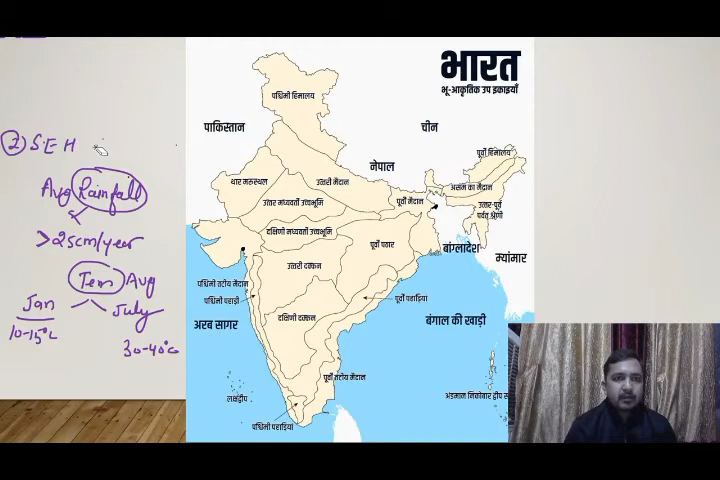 भारत
भू-आकृतिक उप इकाइयाँ
पश्चिमी हिमालय
पाकिस्तान
चीन
② S.E H
नेपाल
पूर्वी हिमालय
थार मरुस्थल
उत्तरी मैदान
असम का मैदान
Avg Rainfall
उत्तर मध्यवर्ती उच्चभूमि
पूर्वी मैदान
उत्तर-पूर्व
पर्वत श्रेणी
दक्षिणी मध्यवर्ती उच्चभूमि
पूर्वी पठार
>25cm/year
बांग्लादेश
म्यांमार
उत्तरी दक्कन
Tem Avg
पश्चिमी तटीय मैदान
पश्चिमी पहाड़ी
पूर्वी पहाड़िया
Jan
July
दक्षिणी दक्कन
अरब सागर
बंगाल की खाड़ी
10-15°C
30-40°C
पूर्वी तटीय मैदान
लक्षद्वीप
अंडमान निकोबार द्वीप स
पश्चिमी पहाड़ियां